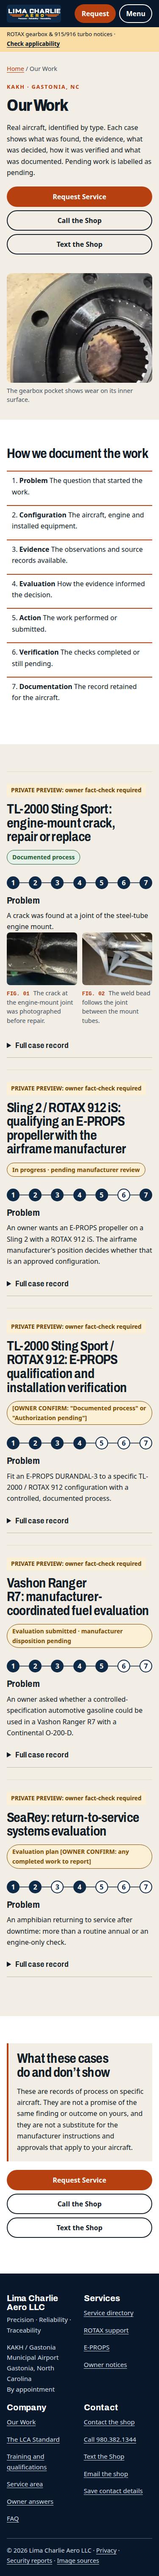 LIMA CHARLIE
AERO LLC
Request
Menu
ROTAX gearbox & 915/916 turbo notices ·
Check applicability
Home / Our Work
KAKH · GASTONIA, NC
Our Work
Real aircraft, identified by type. Each case
shows what was found, the evidence, what
was decided, how it was verified and what
was documented. Pending work is labelled as
pending.
Request Service
Call the Shop
Text the Shop
The gearbox pocket shows wear on its inner
surface.
How we document the work
1. Problem The question that started the
work.
2. Configuration The aircraft, engine and
installed equipment.
3. Evidence The observations and source
records available.
4. Evaluation How the evidence informed
the decision.
5. Action The work performed or
submitted.
6. Verification The checks completed or
still pending.
7. Documentation The record retained
for the aircraft.
PRIVATE PREVIEW: owner fact-check required
TL-2000 Sting Sport:
engine-mount crack,
repair or replace
Documented process
1 2 3 4 5 6 7
Problem
A crack was found at a joint of the steel-tube
engine mount.
FIG. 01 The crack at
the engine-mount joint
was photographed
before repair.
FIG. 02 The weld bead
follows the joint
between the mount
tubes.
▶ Full case record
PRIVATE PREVIEW: owner fact-check required
Sling 2 / ROTAX 912 iS:
qualifying an E-PROPS
propeller with the
airframe manufacturer
In progress · pending manufacturer review
1 2 3 4 5 6 7
Problem
An owner wants an E-PROPS propeller on a
Sling 2 with a ROTAX 912 iS. The airframe
manufacturer's position decides whether that
is an approved configuration.
▶ Full case record
PRIVATE PREVIEW: owner fact-check required
TL-2000 Sting Sport /
ROTAX 912: E-PROPS
qualification and
installation verification
[OWNER CONFIRM: "Documented process" or
"Authorization pending"]
1 2 3 4 5 6 7
Problem
Fit an E-PROPS DURANDAL-3 to a specific TL-
2000 / ROTAX 912 configuration with a
controlled, documented process.
▶ Full case record
PRIVATE PREVIEW: owner fact-check required
Vashon Ranger
R7: manufacturer-
coordinated fuel evaluation
Evaluation submitted · manufacturer
disposition pending
1 2 3 4 5 6 7
Problem
An owner asked whether a controlled-
specification automotive gasoline could be
used in a Vashon Ranger R7 with a
Continental O-200-D.
▶ Full case record
PRIVATE PREVIEW: owner fact-check required
SeaRey: return-to-service
systems evaluation
Evaluation plan [OWNER CONFIRM: any
completed work to report]
1 2 3 4 5 6 7
Problem
An amphibian returning to service after
downtime: more than a routine annual or an
engine-only check.
▶ Full case record
What these cases
do and don't show
These are records of process on specific
aircraft. They are not a promise of the
same finding or outcome on yours, and
they are not a substitute for the
manufacturer instructions and
approvals that apply to your aircraft.
Request Service
Call the Shop
Text the Shop
Lima Charlie
Aero LLC
Precision · Reliability ·
Traceability
KAKH / Gastonia
Municipal Airport
Gastonia, North
Carolina
By appointment
Services
Service directory
ROTAX support
E-PROPS
Owner notices
Company
Our Work
The LCA Standard
Training and
qualifications
Service area
Owner answers
FAQ
Contact
Contact the shop
Call 980.382.1344
Text the Shop
Email the shop
Save contact details
© 2026 Lima Charlie Aero LLC · Privacy ·
Security reports · Image sources